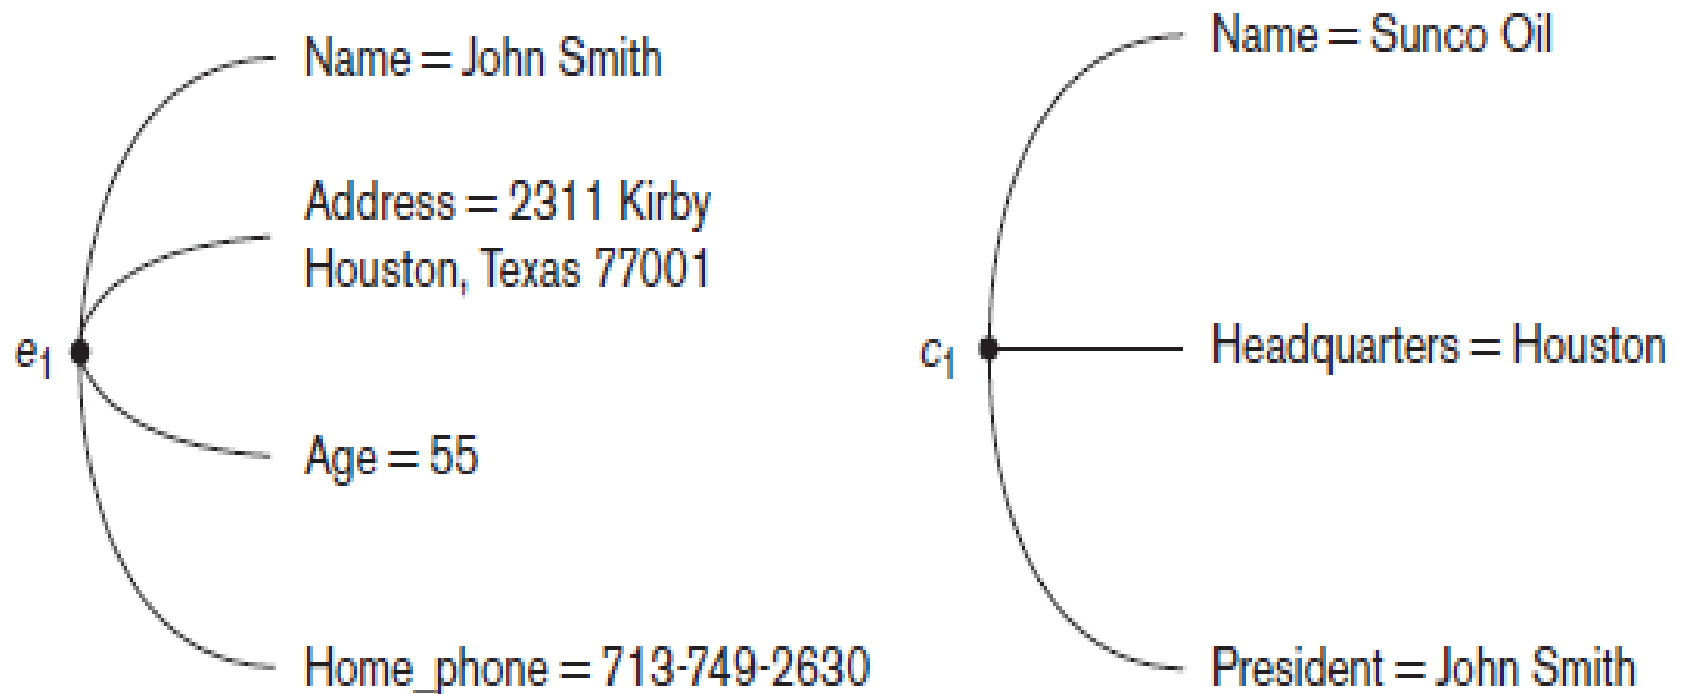 Name = John Smith
Address = 2311 Kirby
Houston, Texas 77001
e1
Age = 55
Home_phone = 713-749-2630
Name = Sunco Oil
c1
Headquarters = Houston
President = John Smith